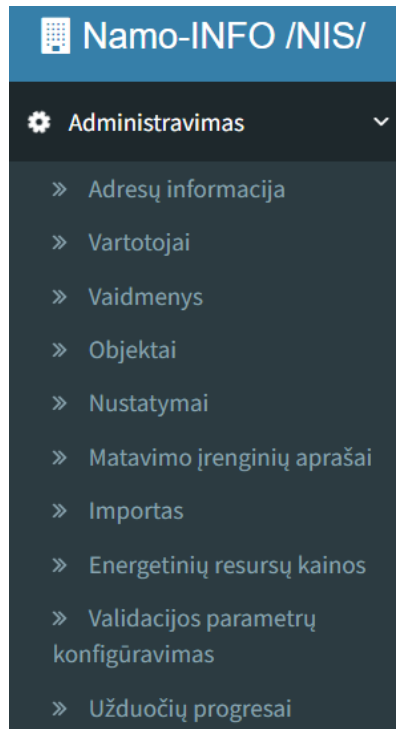 Namo-INFO /NIS/
Administravimas
Adresų informacija
Vartotojai
Vaidmenys
Objektai
Nustatymai
Matavimo įrenginių aprašai
Importas
Energetinių resursų kainos
Validacijos parametrų
konfigūravimas
Užduočių progresai